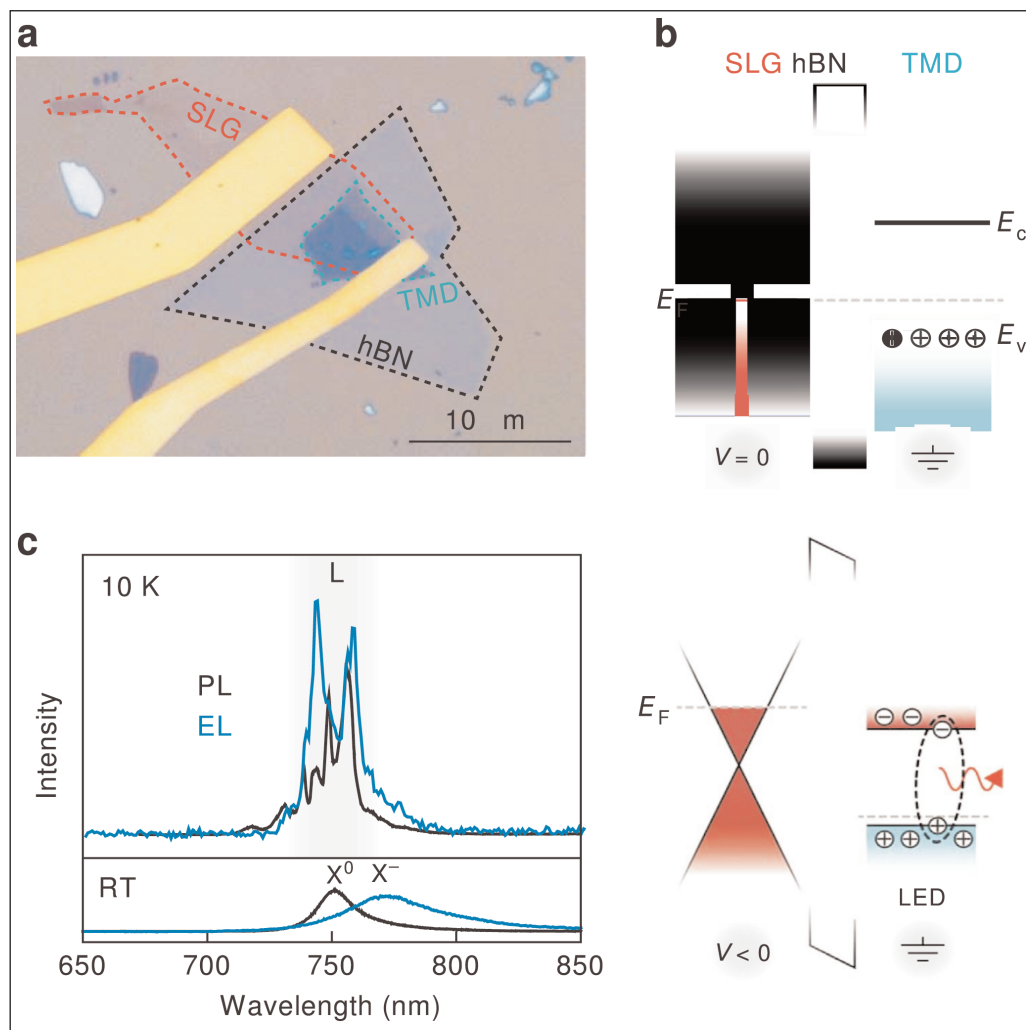 a
SLG
TMD
hBN
10 m
b
SLG hBN TMD
E_c
E_F
E_v
V = 0
E_F
LED
V < 0
c
10 K
L
PL
EL
Intensity
X^0 X^−
RT
650 700 750 800 850
Wavelength (nm)